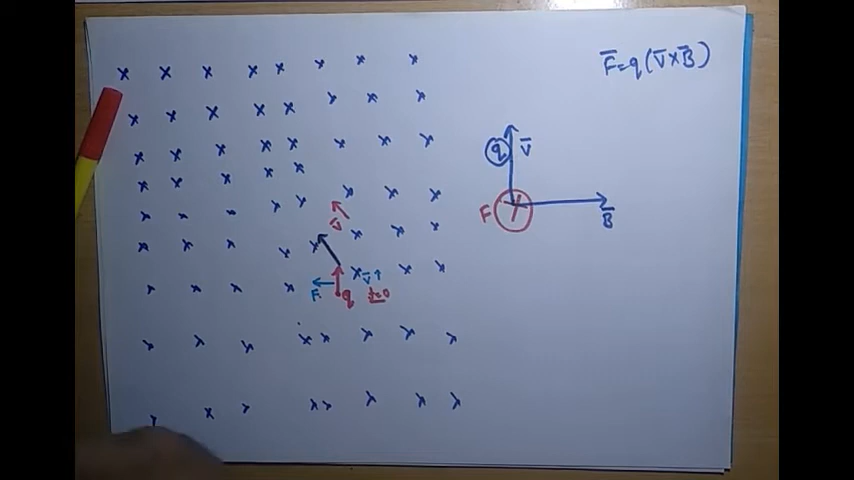 F̅=q(V̅×B̅)
q V̅
F B̅
V̅
V̅↑
F q t=0